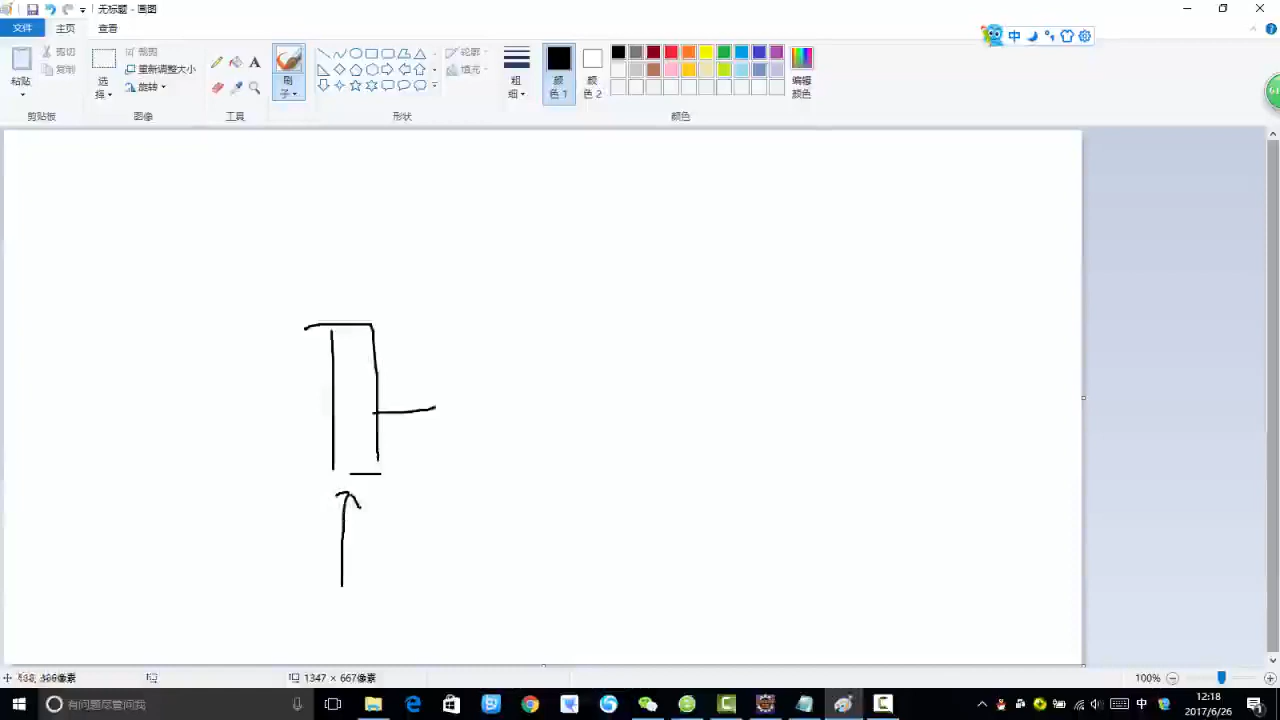 无标题 - 画图
文件 主页 查看
粘贴 剪切 复制 选择 裁剪 重新调整大小 旋转 刷子 轮廓 填充 粗细 颜色 1 颜色 2 编辑颜色
剪贴板 图像 工具 形状 颜色
中
1347 × 667像素 100%
有问题尽管问我 中 12:18
2017/6/26